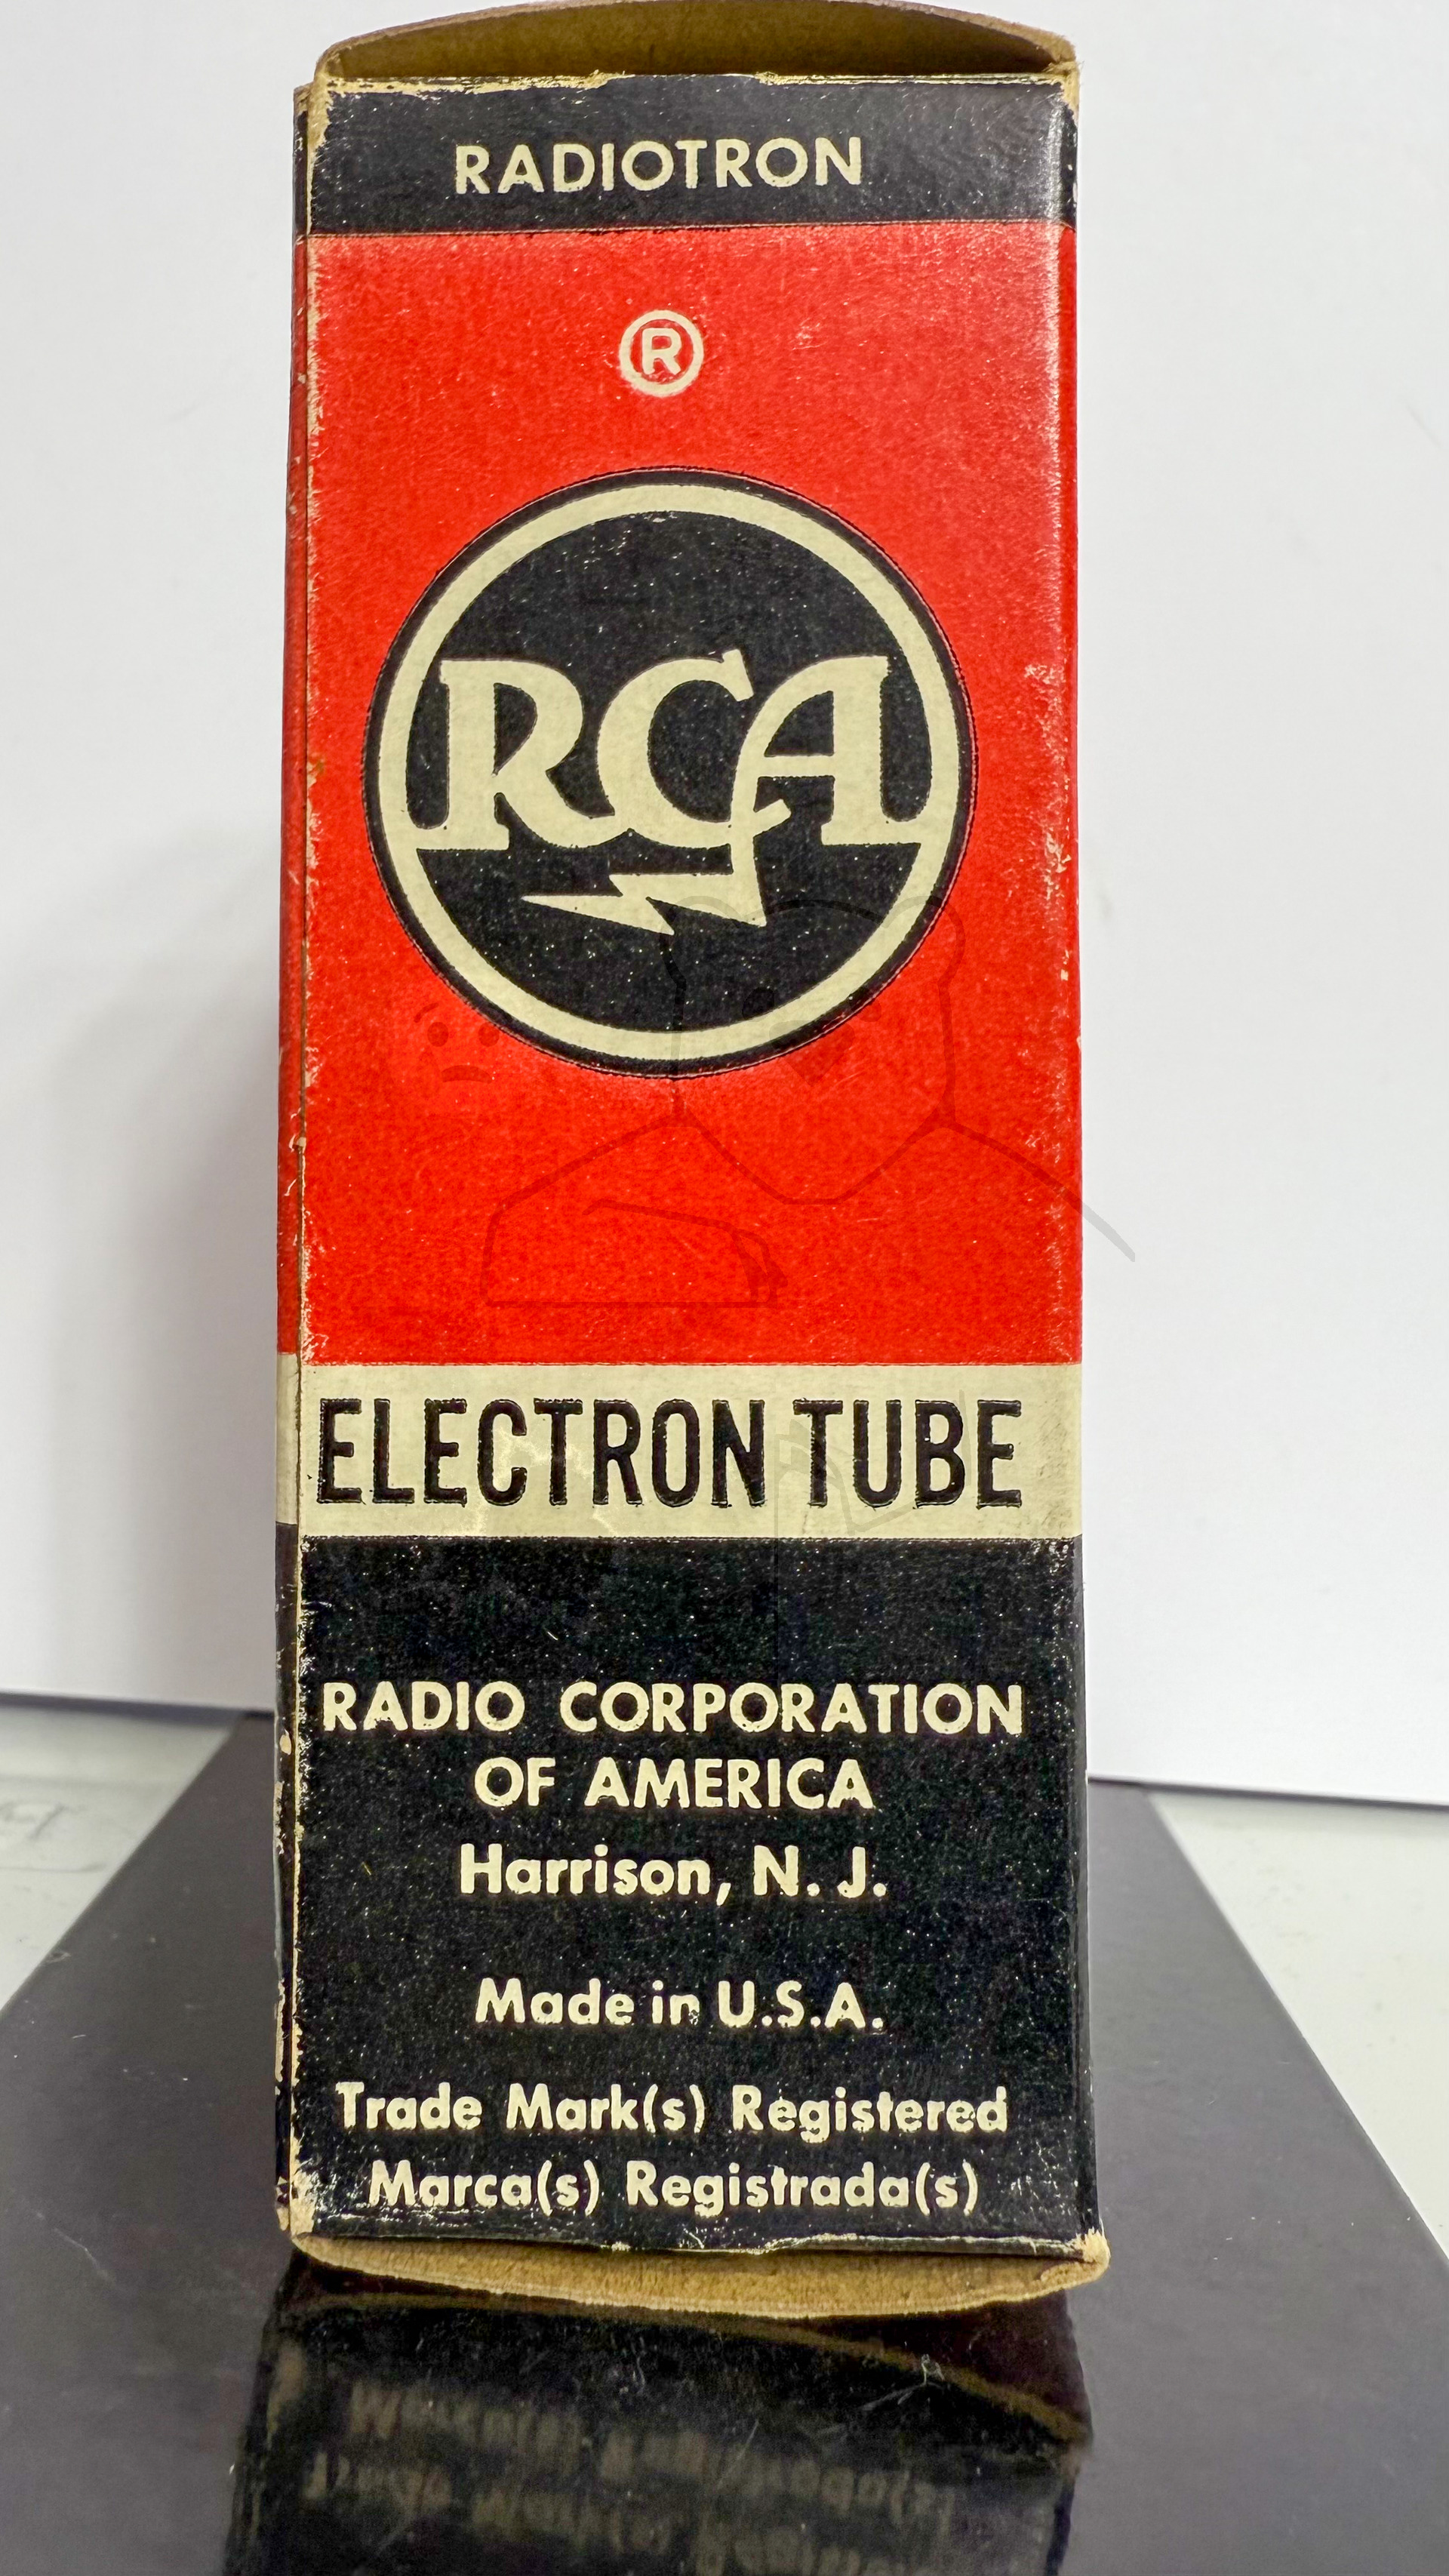 RADIOTRON
®
RCA
ELECTRON TUBE
RADIO CORPORATION
OF AMERICA
Harrison, N. J.
Made in U.S.A.
Trade Mark(s) Registered
Marca(s) Registrada(s)